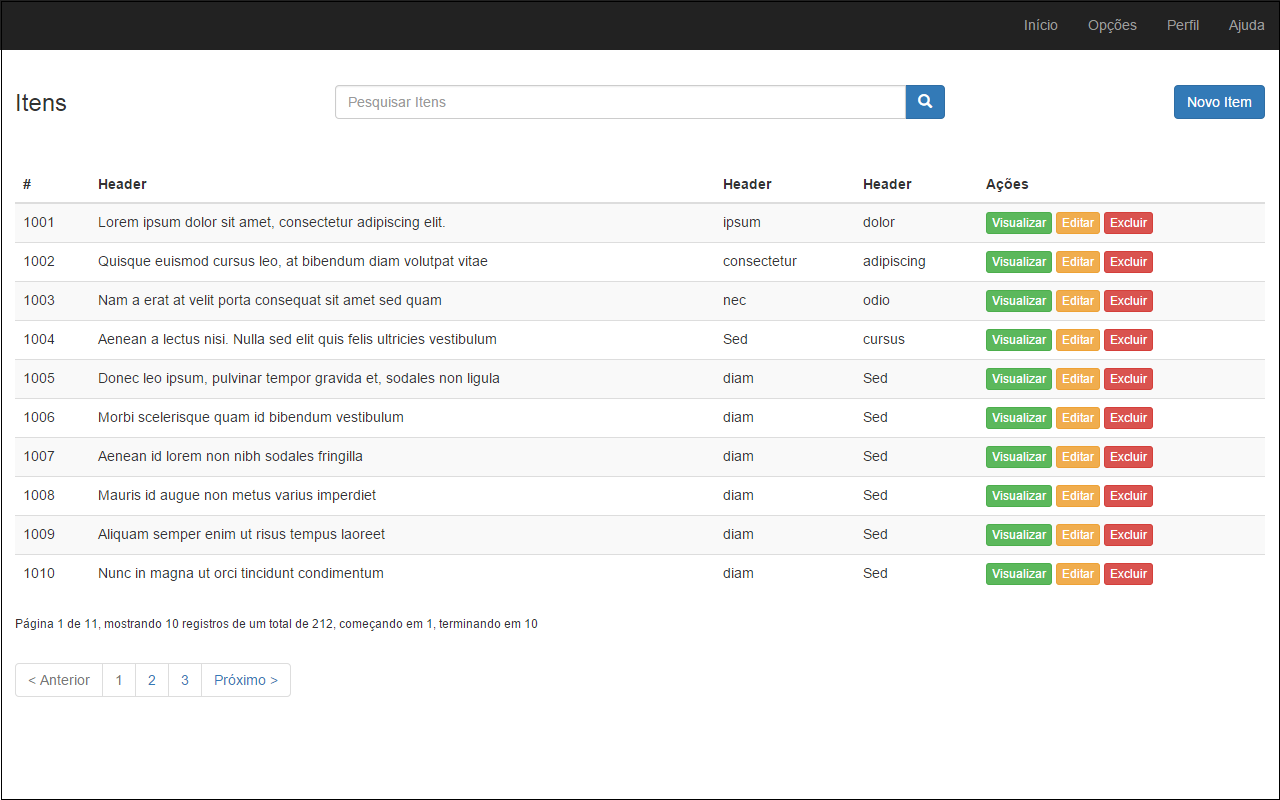 Início Opções Perfil Ajuda
Itens Pesquisar Itens Novo Item
# Header Header Header Ações
1001 Lorem ipsum dolor sit amet, consectetur adipiscing elit. ipsum dolor Visualizar Editar Excluir
1002 Quisque euismod cursus leo, at bibendum diam volutpat vitae consectetur adipiscing Visualizar Editar Excluir
1003 Nam a erat at velit porta consequat sit amet sed quam nec odio Visualizar Editar Excluir
1004 Aenean a lectus nisi. Nulla sed elit quis felis ultricies vestibulum Sed cursus Visualizar Editar Excluir
1005 Donec leo ipsum, pulvinar tempor gravida et, sodales non ligula diam Sed Visualizar Editar Excluir
1006 Morbi scelerisque quam id bibendum vestibulum diam Sed Visualizar Editar Excluir
1007 Aenean id lorem non nibh sodales fringilla diam Sed Visualizar Editar Excluir
1008 Mauris id augue non metus varius imperdiet diam Sed Visualizar Editar Excluir
1009 Aliquam semper enim ut risus tempus laoreet diam Sed Visualizar Editar Excluir
1010 Nunc in magna ut orci tincidunt condimentum diam Sed Visualizar Editar Excluir
Página 1 de 11, mostrando 10 registros de um total de 212, começando em 1, terminando em 10
< Anterior 1 2 3 Próximo >